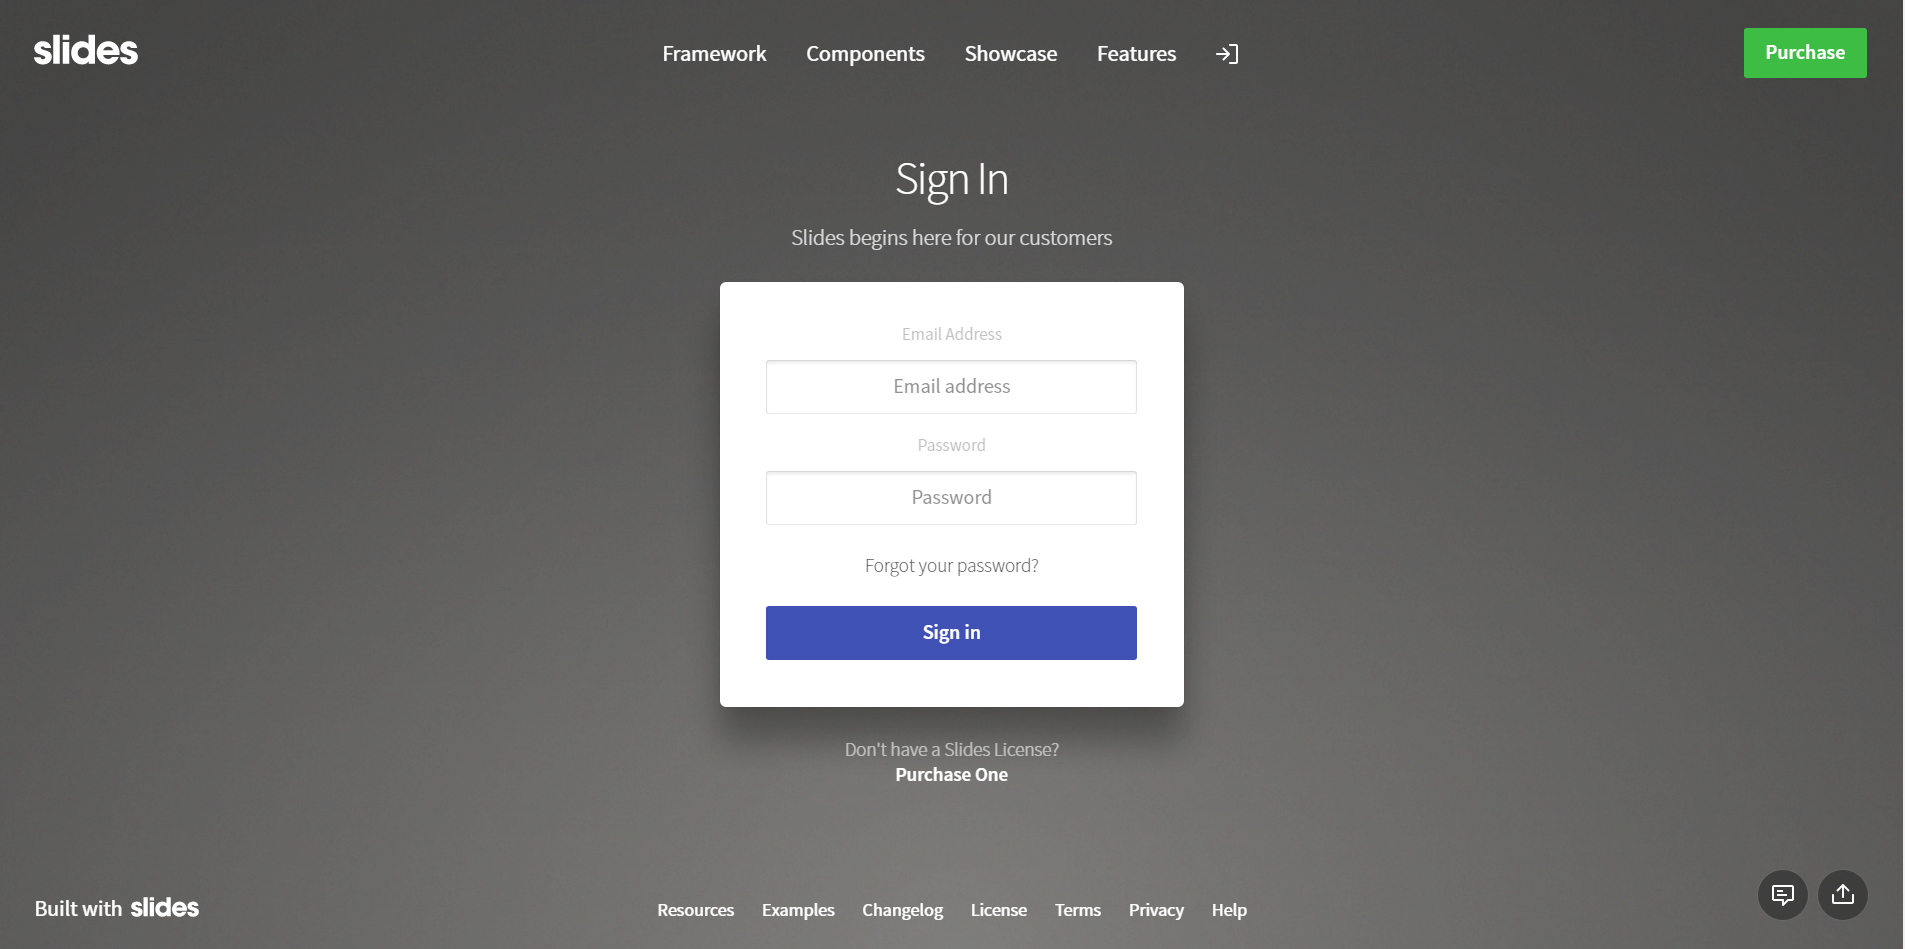 slides
Framework Components Showcase Features
Purchase
Sign In
Slides begins here for our customers
Email Address
Email address
Password
Password
Forgot your password?
Sign in
Don't have a Slides License?
Purchase One
Built with slides
Resources Examples Changelog License Terms Privacy Help